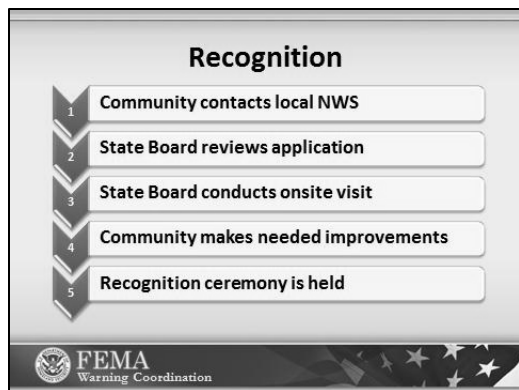 Recognition
1 Community contacts local NWS
2 State Board reviews application
3 State Board conducts onsite visit
4 Community makes needed improvements
5 Recognition ceremony is held
FEMA
Warning Coordination